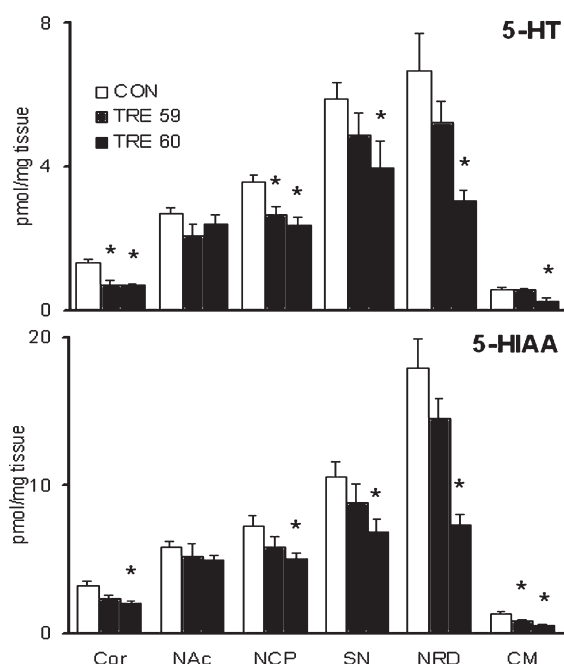 8
5-HT
CON
TRE 59
TRE 60
pmol/mg tissue
4
* * * * * * *
0
20
5-HIAA
pmol/mg tissue
10
* * * * * *
0
Cor NAc NCP SN NRD CM